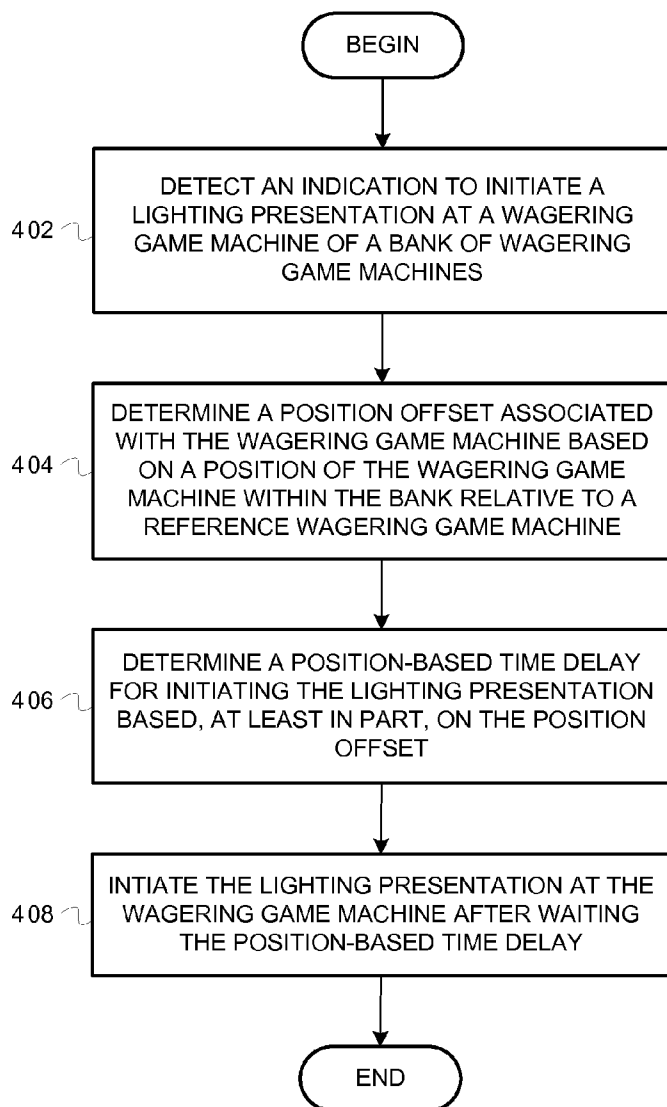 BEGIN
402
DETECT AN INDICATION TO INITIATE A
LIGHTING PRESENTATION AT A WAGERING
GAME MACHINE OF A BANK OF WAGERING
GAME MACHINES
404
DETERMINE A POSITION OFFSET ASSOCIATED
WITH THE WAGERING GAME MACHINE BASED
ON A POSITION OF THE WAGERING GAME
MACHINE WITHIN THE BANK RELATIVE TO A
REFERENCE WAGERING GAME MACHINE
406
DETERMINE A POSITION-BASED TIME DELAY
FOR INITIATING THE LIGHTING PRESENTATION
BASED, AT LEAST IN PART, ON THE POSITION
OFFSET
408
INTIATE THE LIGHTING PRESENTATION AT THE
WAGERING GAME MACHINE AFTER WAITING
THE POSITION-BASED TIME DELAY
END